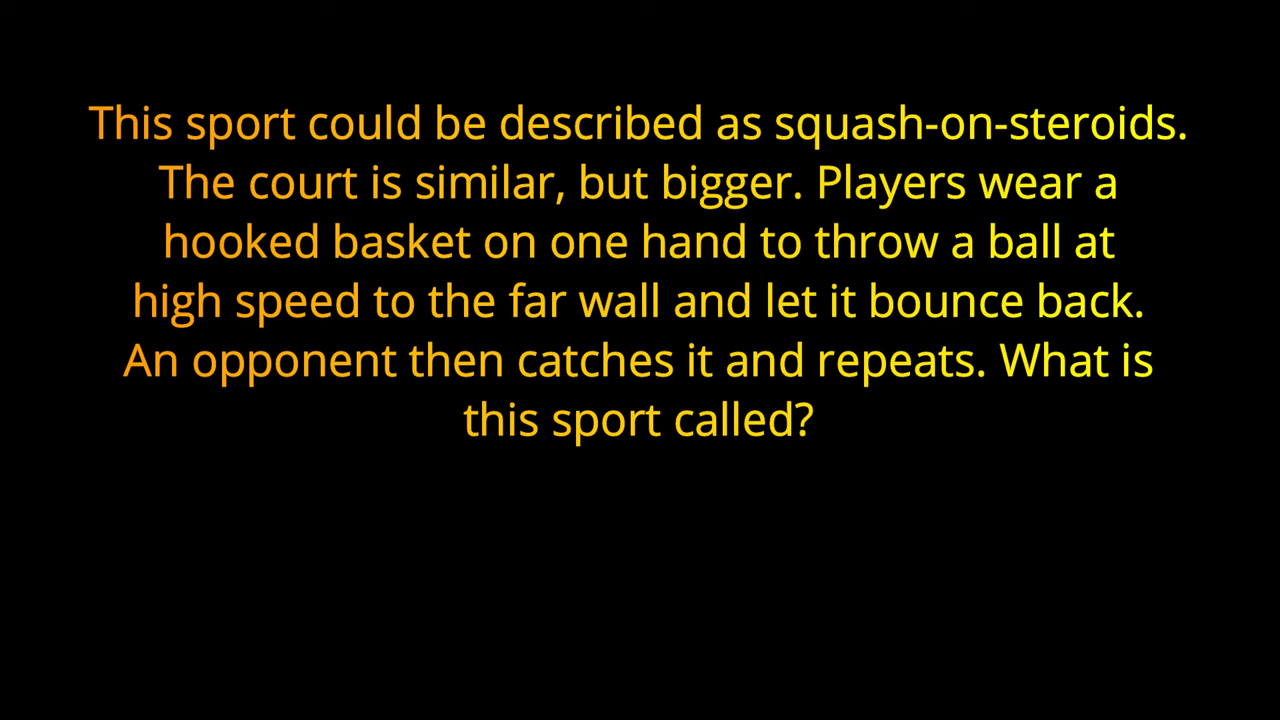 This sport could be described as squash-on-steroids.
The court is similar, but bigger. Players wear a
hooked basket on one hand to throw a ball at
high speed to the far wall and let it bounce back.
An opponent then catches it and repeats. What is
this sport called?